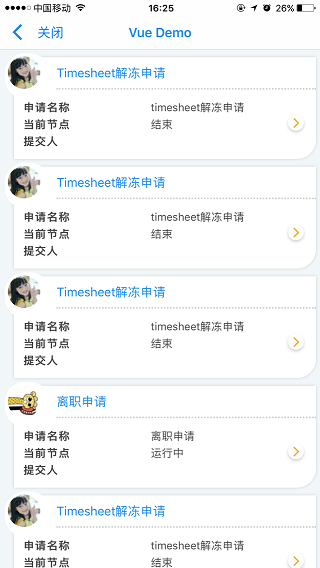 中国移动 16:25 26%
关闭 Vue Demo
Timesheet解冻申请
申请名称 timesheet解冻申请
当前节点 结束
提交人
Timesheet解冻申请
申请名称 timesheet解冻申请
当前节点 结束
提交人
Timesheet解冻申请
申请名称 timesheet解冻申请
当前节点 结束
提交人
离职申请
申请名称 离职申请
当前节点 运行中
提交人
Timesheet解冻申请
申请名称 timesheet解冻申请
当前节点 结束